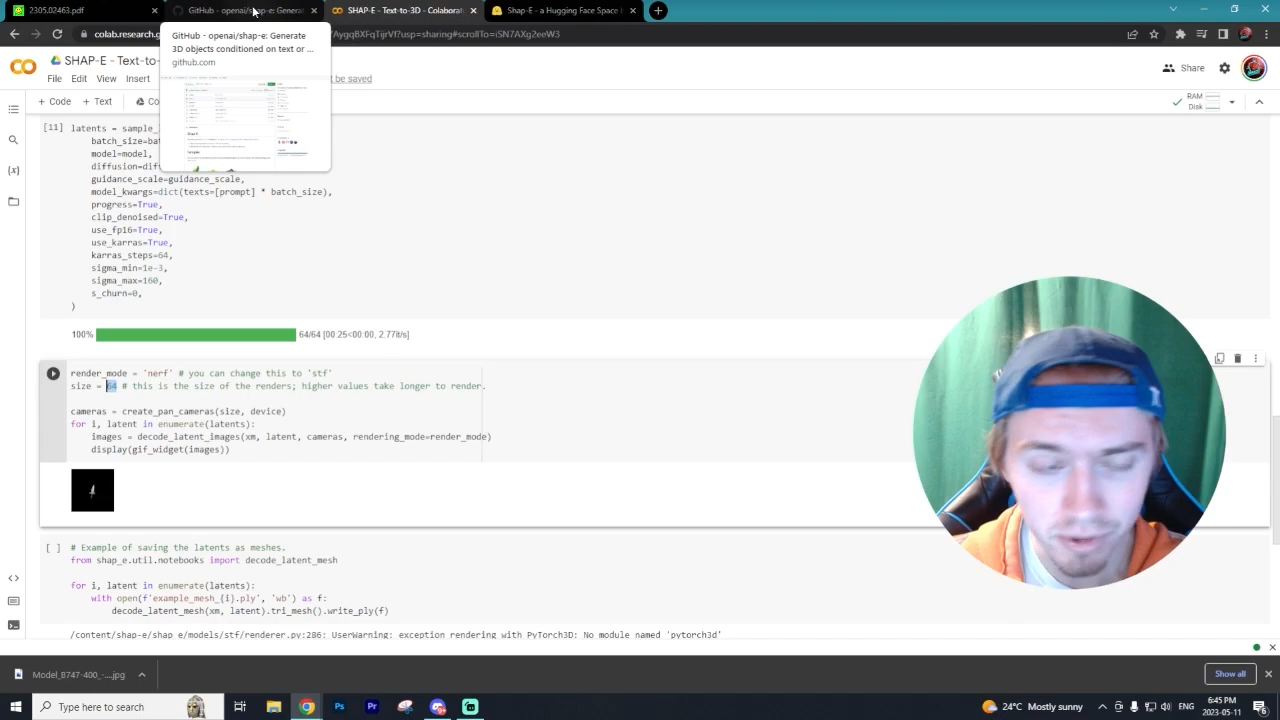 2305.02463.pdf
GitHub - openai/shap-e: Generat
SHAP-E - Text-to-3D - Colaborat
Shap-E - a Hugging Face Space b
colab.research.g
/AygqBXFqTijrVf?usp=sharing#scrollTo=iSN7AXg2eeW3
GitHub - openai/shap-e: Generate
3D objects conditioned on text or ...
github.com
SHAP-E - Text-to-
File
Edit
View
Insert
t be saved
Share
+ Code
RAM
Disk
[11]
latents = sample_
batch_size=bat
model=model,
diffusion=diff
guidance_scale=guidance_scale,
model_kwargs=dict(texts=[prompt] * batch_size),
progress=True,
clip_denoised=True,
use_fp16=True,
use_karras=True,
karras_steps=64,
sigma_min=1e-3,
sigma_max=160,
s_churn=0,
)
100%
64/64 [00:25<00:00, 2.77it/s]
render_mode = 'nerf' # you can change this to 'stf'
size = 64 # this is the size of the renders; higher values take longer to render.
cameras = create_pan_cameras(size, device)
for i, latent in enumerate(latents):
images = decode_latent_images(xm, latent, cameras, rendering_mode=render_mode)
display(gif_widget(images))
[ ]
# Example of saving the latents as meshes.
from shap_e.util.notebooks import decode_latent_mesh
for i, latent in enumerate(latents):
with open(f'example_mesh_{i}.ply', 'wb') as f:
decode_latent_mesh(xm, latent).tri_mesh().write_ply(f)
/content/shap-e/shap_e/models/stf/renderer.py:286: UserWarning: exception rendering with PyTorch3D: No module named 'pytorch3d'
Model_B747-400_-....jpg
Show all
Type here to search
Ps
Pr
24°C Mostly sunny
ENG
6:45 PM
2023-05-11
6